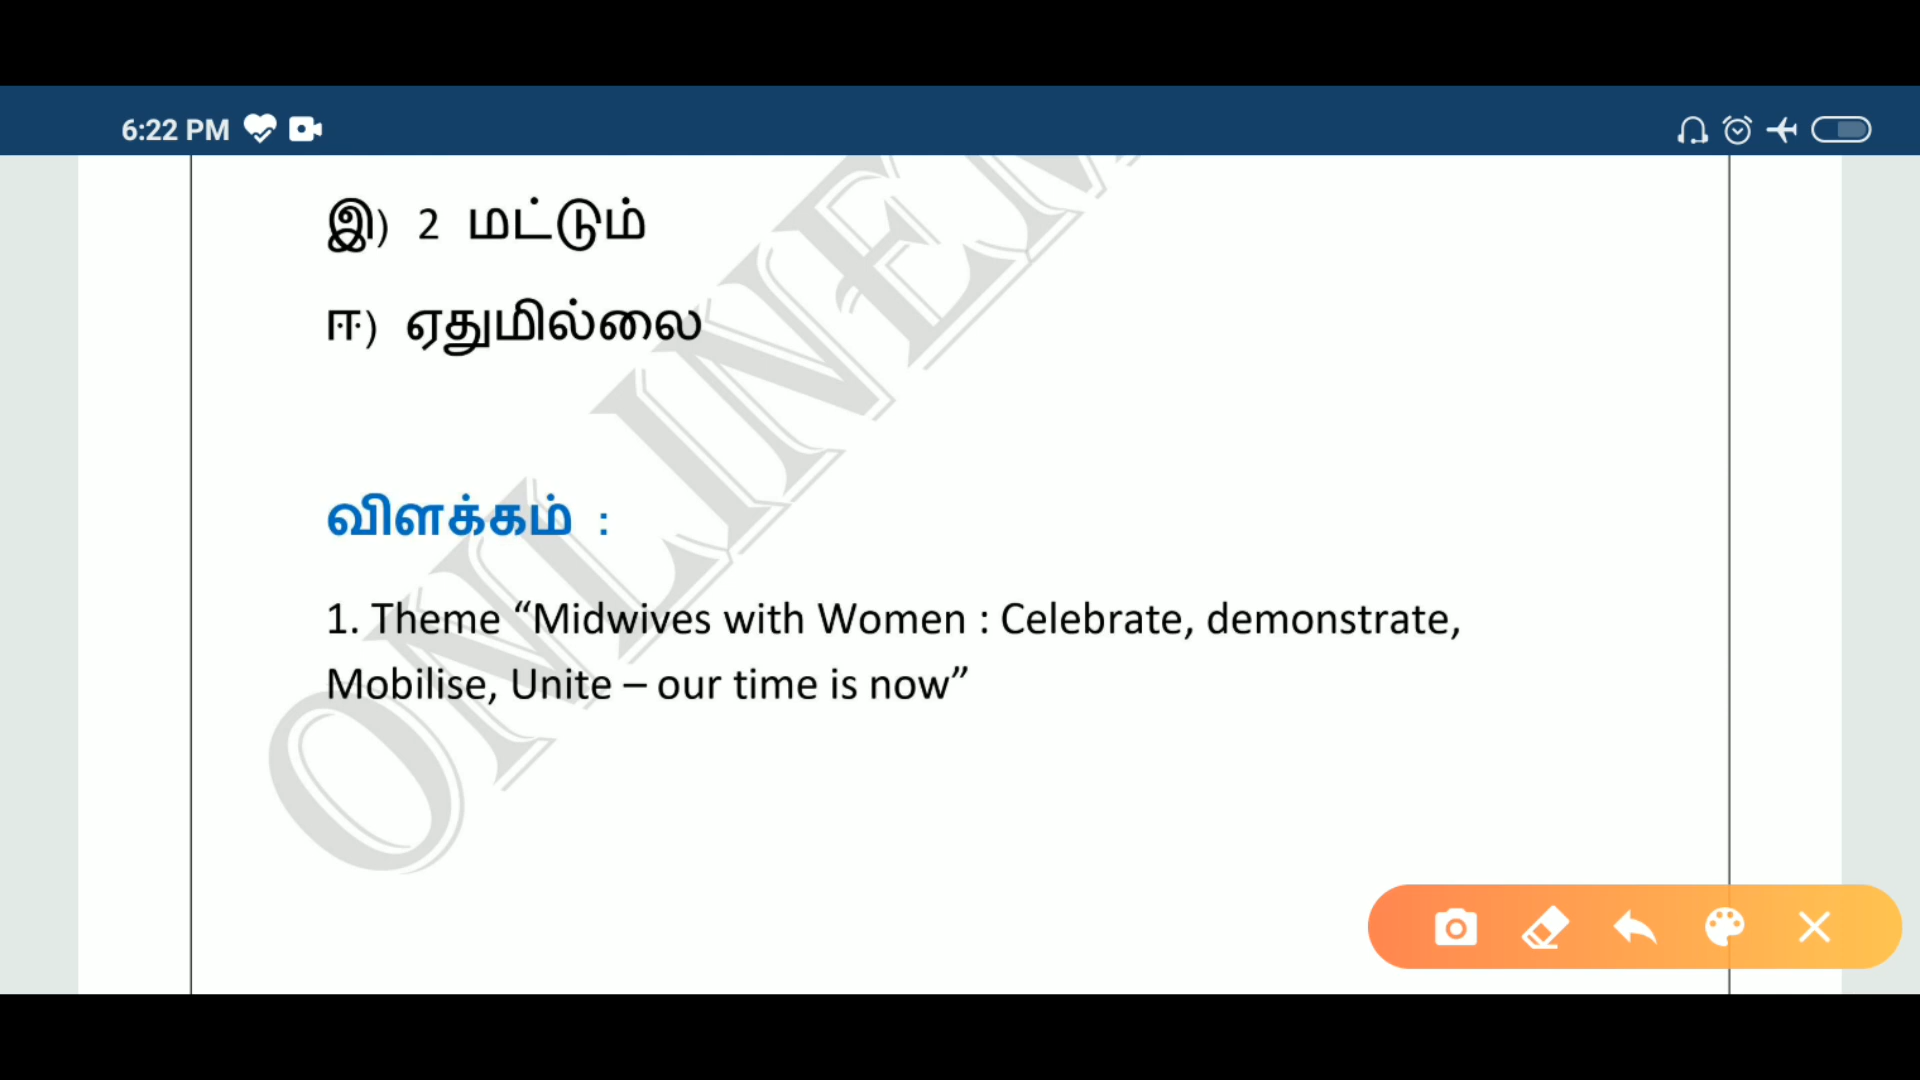 6:22 PM
இ) 2 மட்டும்
ஈ) ஏதுமில்லை
விளக்கம் :
1. Theme “Midwives with Women : Celebrate, demonstrate,
Mobilise, Unite – our time is now”